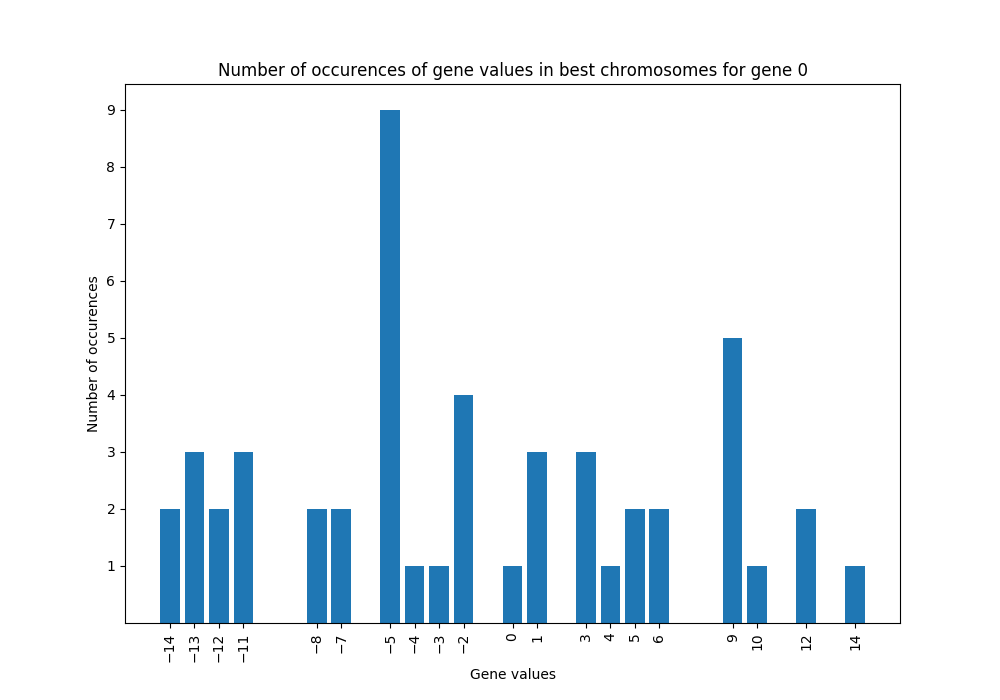 Number of occurences of gene values in best chromosomes for gene 0
Number of occurences
9
8
7
6
5
4
3
2
1
−14 −13 −12 −11 −8 −7 −5 −4 −3 −2 0 1 3 4 5 6 9 10 12 14
Gene values